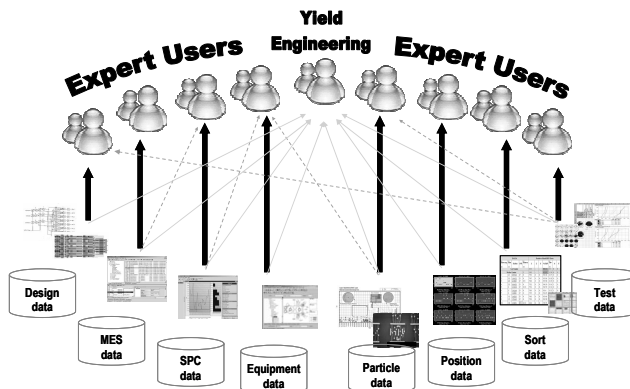 Yield
Engineering
Expert Users
Expert Users
Design
data
MES
data
SPC
data
Equipment
data
Particle
data
Position
data
Sort
data
Test
data